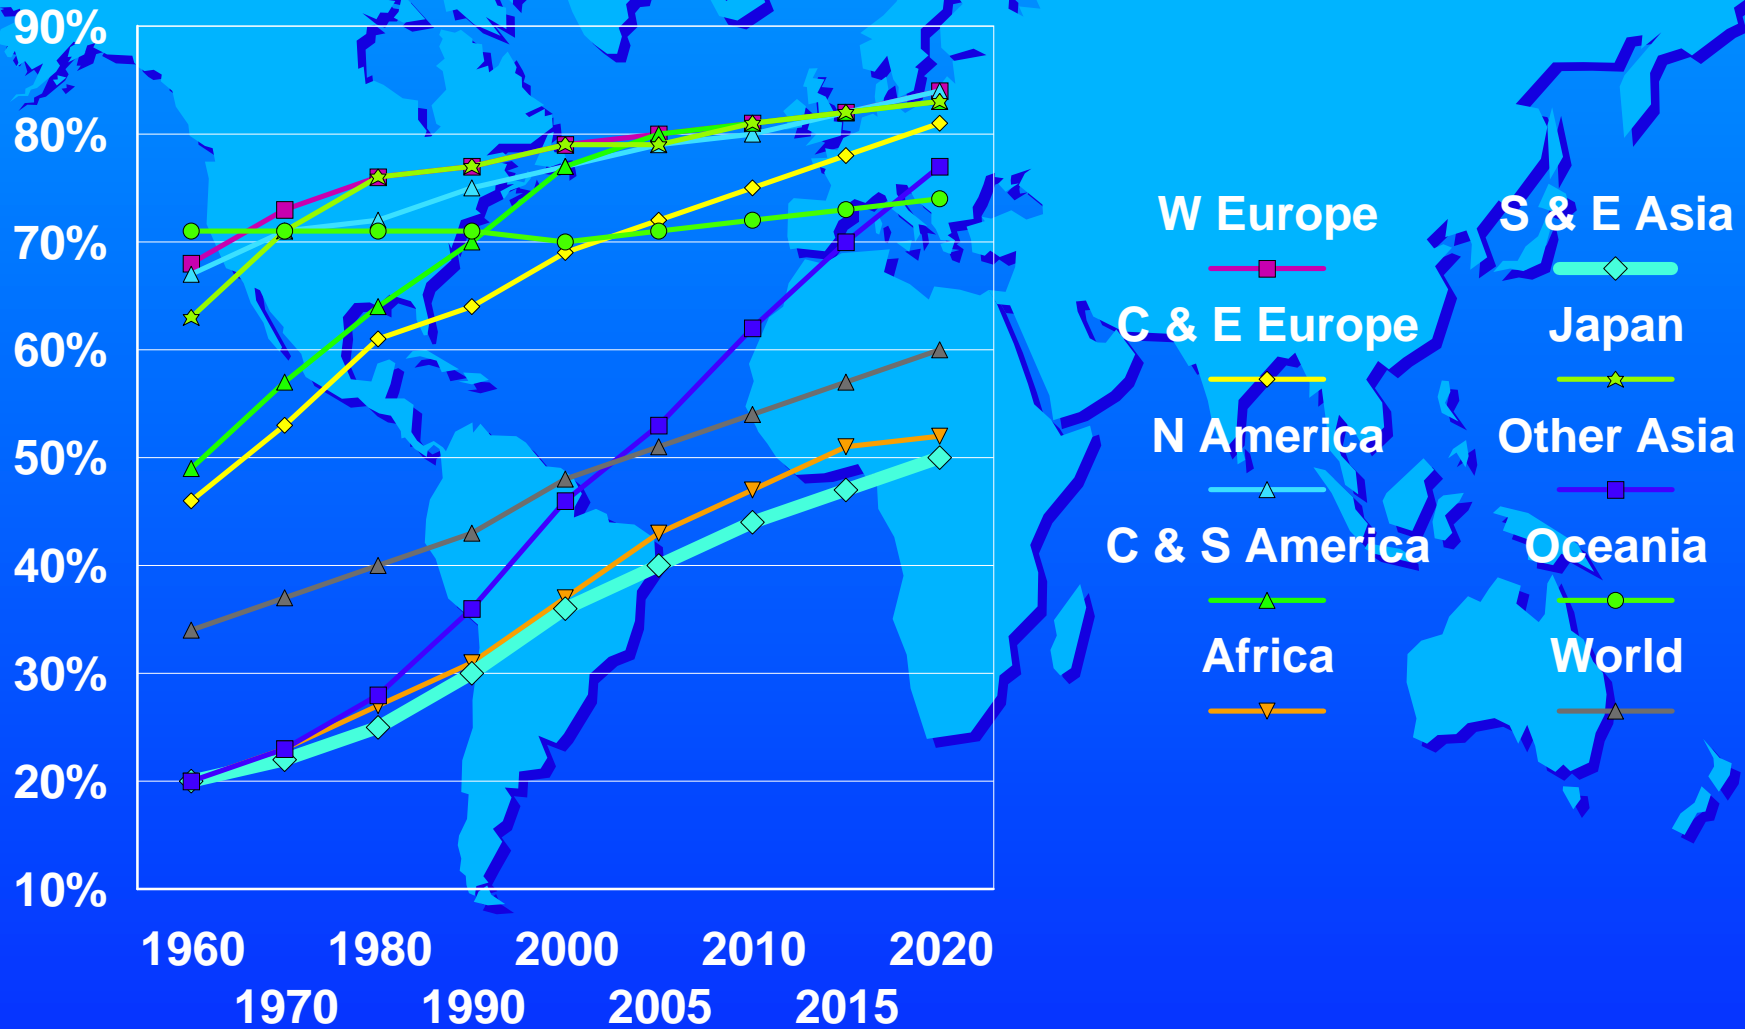 90%
80%
70%
60%
50%
40%
30%
20%
10%
1960 1980 2000 2010 2020
1970 1990 2005 2015
W Europe S & E Asia
C & E Europe Japan
N America Other Asia
C & S America Oceania
Africa World